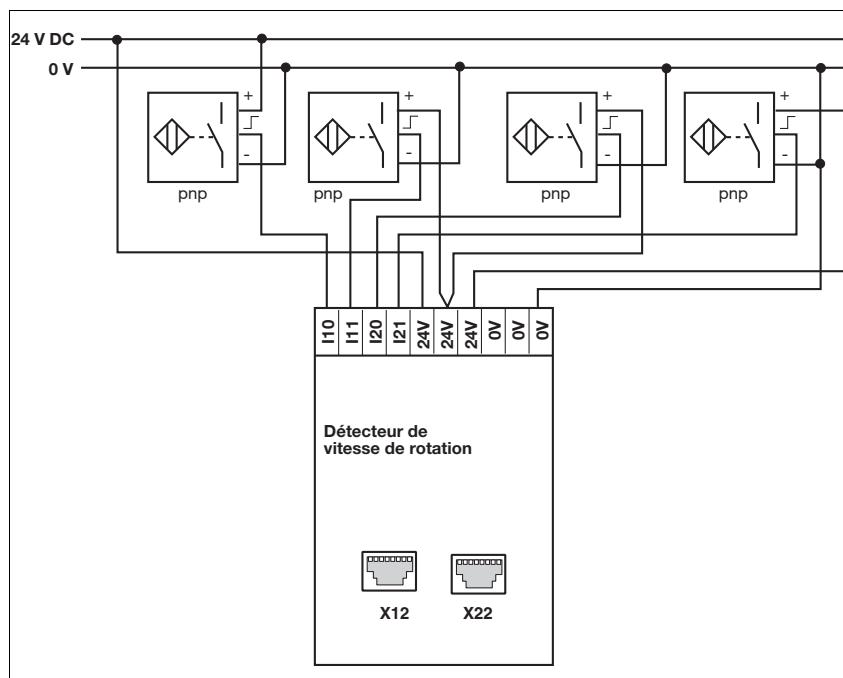 24 V DC
0 V
+ + + +
- - - -
pnp pnp pnp pnp
I10 I11 I20 I21 24V 24V 24V 0V 0V 0V
Détecteur de
vitesse de rotation
X12 X22